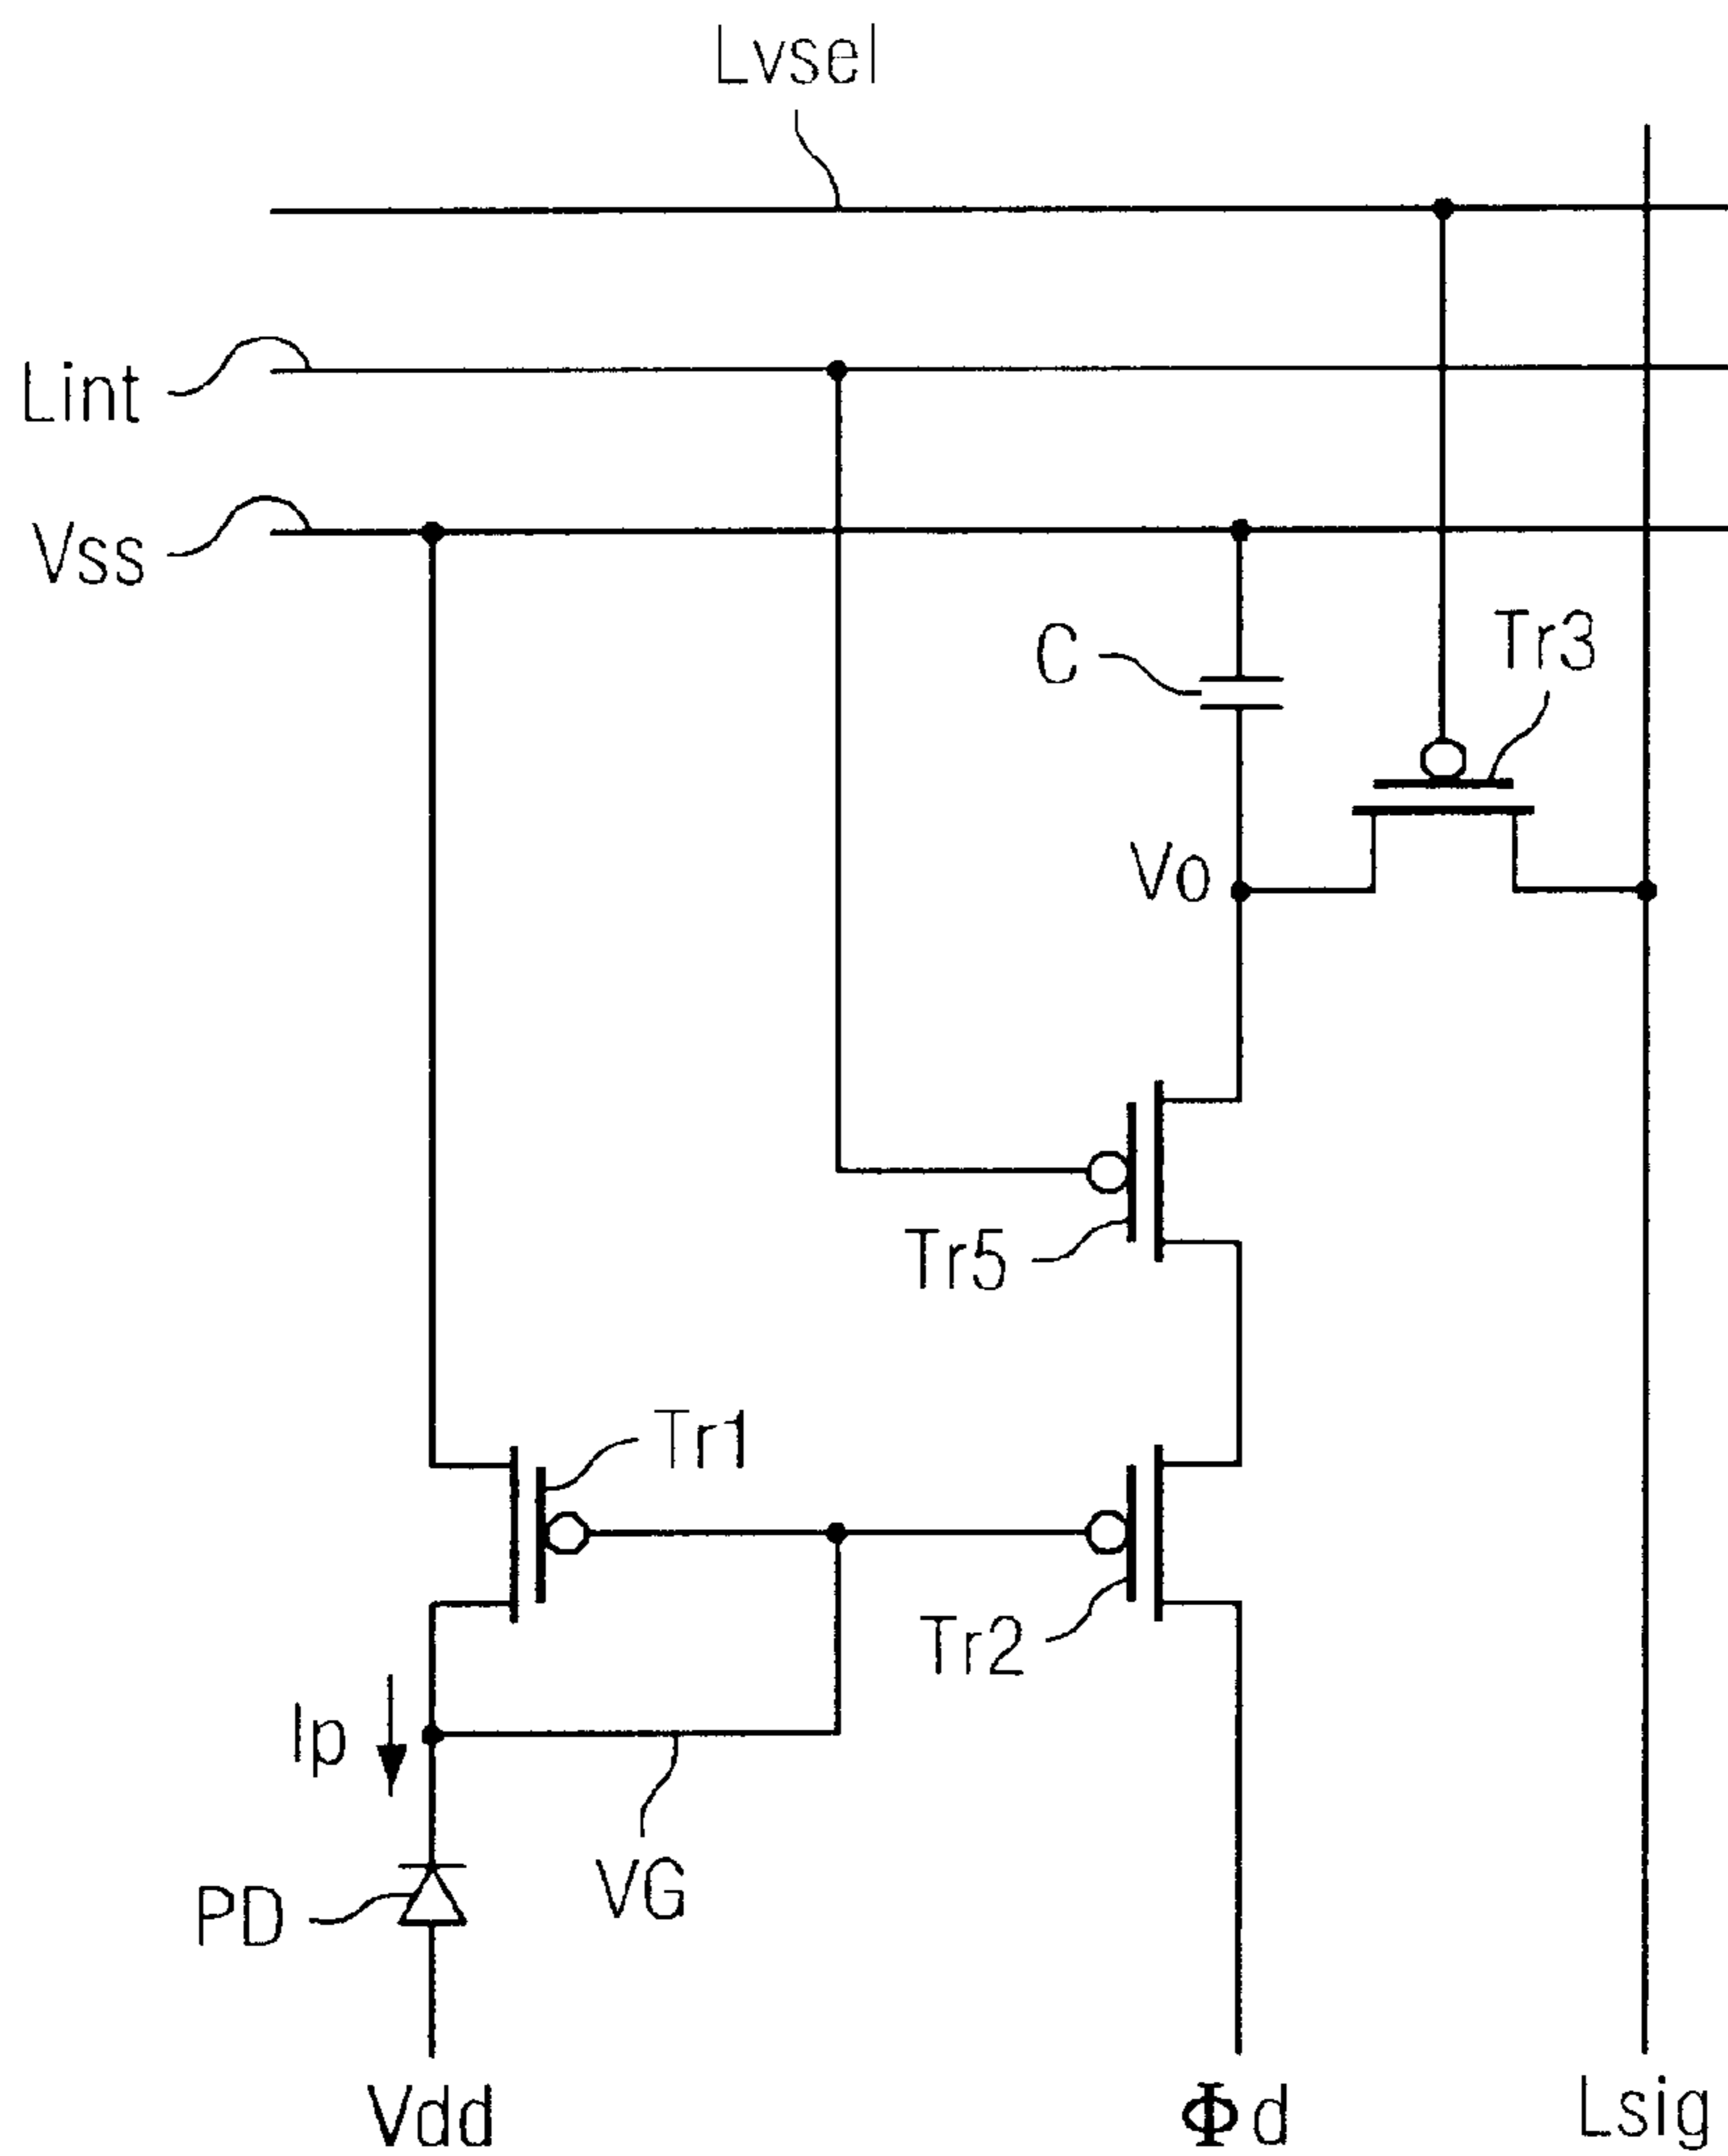 Lvsel
Lint
Vss
C
Tr3
Vo
Tr5
Tr1
Tr2
Ip
VG
PD
Vdd
Φd
Lsig